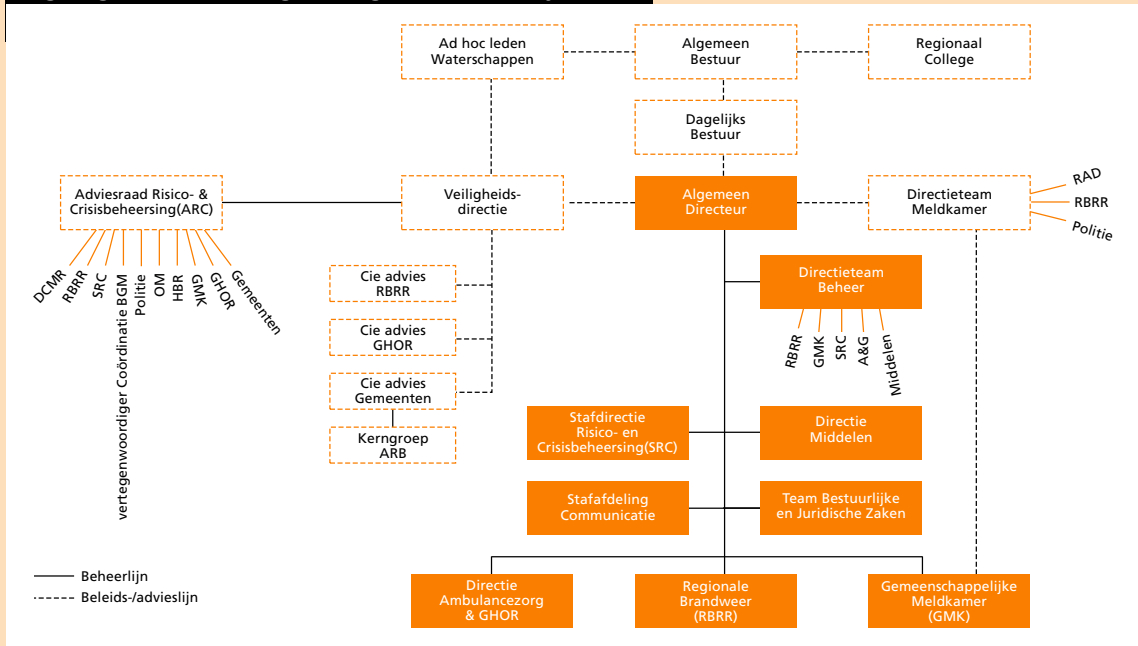 Ad hoc leden
Waterschappen
Algemeen
Bestuur
Regionaal
College
Dagelijks
Bestuur
Adviesraad Risico- &
Crisisbeheersing(ARC)
Veiligheids-
directie
Algemeen
Directeur
Directieteam
Meldkamer
RAD
RBRR
Politie
DCMR
RBRR
SRC
vertegenwoordiger Coördinatie BGM
Politie
OM
HBR
GMK
GHOR
Gemeenten
Cie advies
RBRR
Cie advies
GHOR
Cie advies
Gemeenten
Kerngroep
ARB
Directieteam
Beheer
RBRR
GMK
SRC
A&G
Middelen
Stafdirectie
Risico- en
Crisisbeheersing(SRC)
Directie
Middelen
Stafafdeling
Communicatie
Team Bestuurlijke
en Juridische Zaken
Beheerlijn
Beleids-/advieslijn
Directie
Ambulancezorg
& GHOR
Regionale
Brandweer
(RBRR)
Gemeenschappelijke
Meldkamer
(GMK)